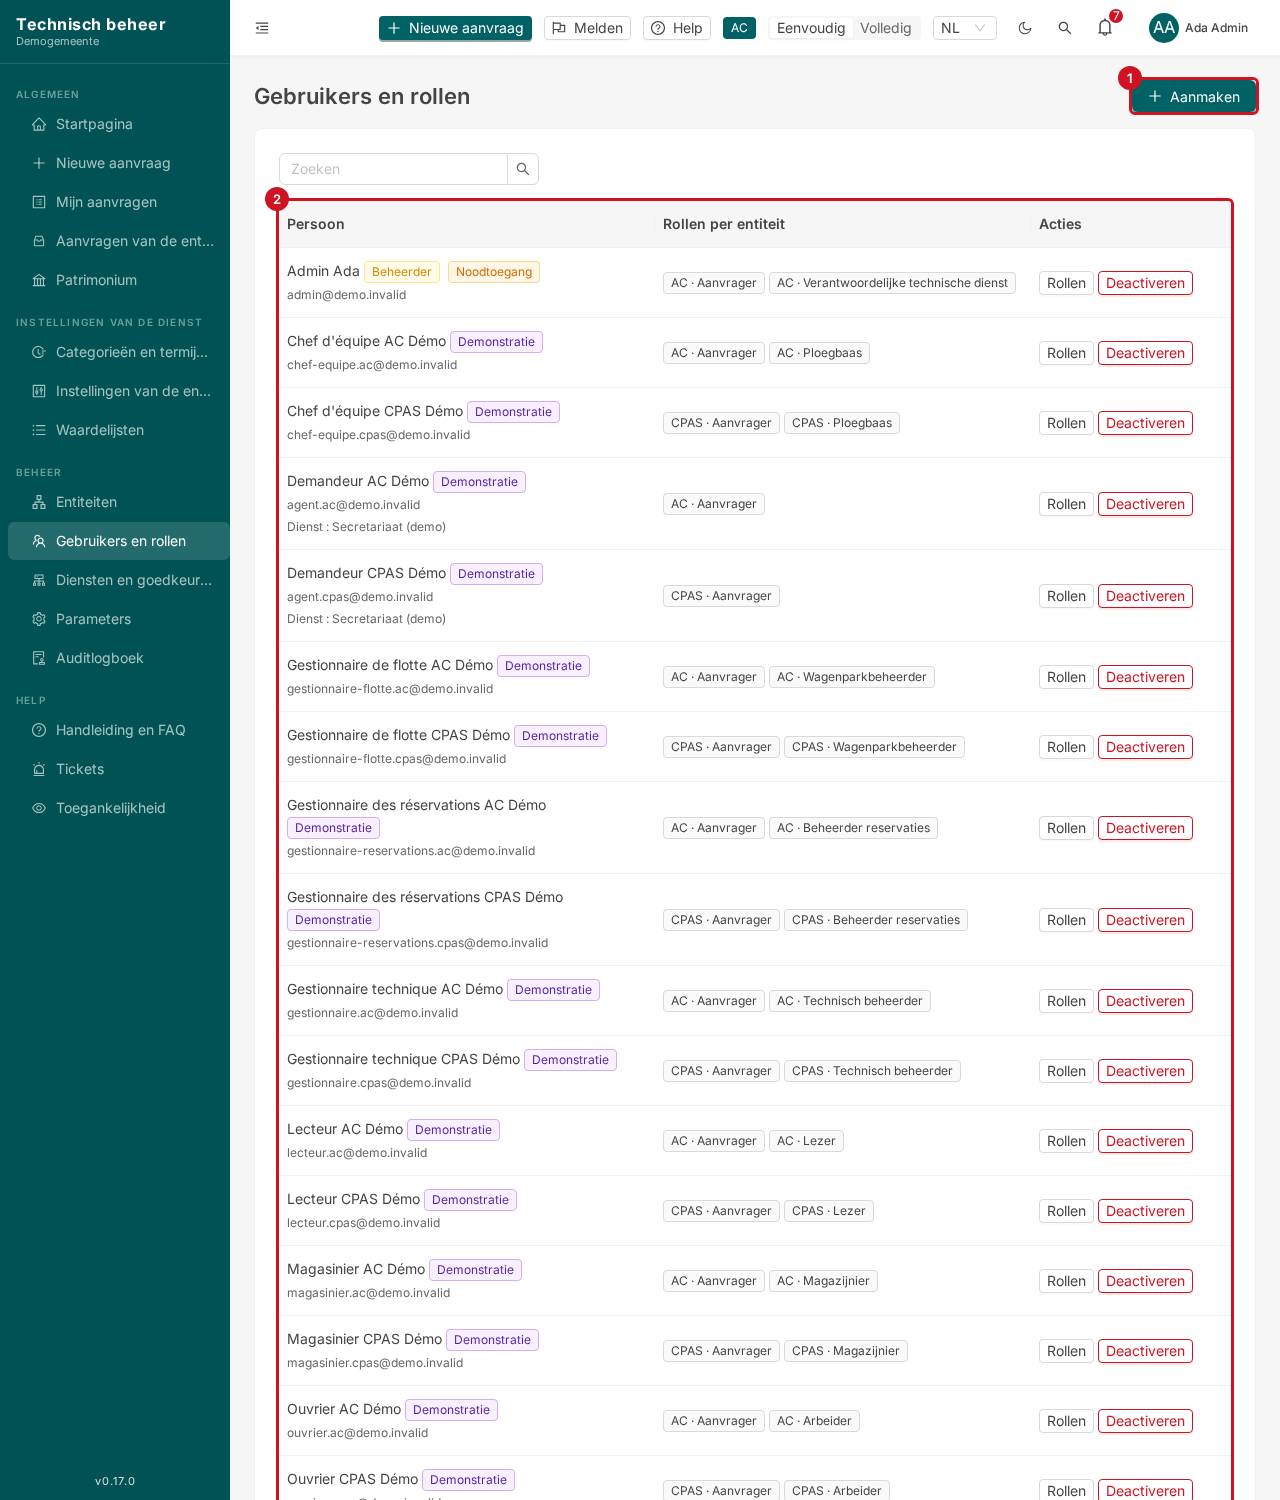 Technisch beheer
Demogemeente
ALGEMEEN
Startpagina
Nieuwe aanvraag
Mijn aanvragen
Aanvragen van de ent...
Patrimonium
INSTELLINGEN VAN DE DIENST
Categorieën en termij...
Instellingen van de en...
Waardelijsten
BEHEER
Entiteiten
Gebruikers en rollen
Diensten en goedkeur...
Parameters
Auditlogboek
HELP
Handleiding en FAQ
Tickets
Toegankelijkheid
v0.17.0
Nieuwe aanvraag Melden Help AC Eenvoudig Volledig NL 7 AA Ada Admin
Gebruikers en rollen
1 Aanmaken
Zoeken
2
Persoon Rollen per entiteit Acties
Admin Ada Beheerder Noodtoegang
admin@demo.invalid
AC · Aanvrager AC · Verantwoordelijke technische dienst Rollen Deactiveren
Chef d'équipe AC Démo Demonstratie
chef-equipe.ac@demo.invalid
AC · Aanvrager AC · Ploegbaas Rollen Deactiveren
Chef d'équipe CPAS Démo Demonstratie
chef-equipe.cpas@demo.invalid
CPAS · Aanvrager CPAS · Ploegbaas Rollen Deactiveren
Demandeur AC Démo Demonstratie
agent.ac@demo.invalid
Dienst : Secretariaat (demo)
AC · Aanvrager Rollen Deactiveren
Demandeur CPAS Démo Demonstratie
agent.cpas@demo.invalid
Dienst : Secretariaat (demo)
CPAS · Aanvrager Rollen Deactiveren
Gestionnaire de flotte AC Démo Demonstratie
gestionnaire-flotte.ac@demo.invalid
AC · Aanvrager AC · Wagenparkbeheerder Rollen Deactiveren
Gestionnaire de flotte CPAS Démo Demonstratie
gestionnaire-flotte.cpas@demo.invalid
CPAS · Aanvrager CPAS · Wagenparkbeheerder Rollen Deactiveren
Gestionnaire des réservations AC Démo
Demonstratie
gestionnaire-reservations.ac@demo.invalid
AC · Aanvrager AC · Beheerder reservaties Rollen Deactiveren
Gestionnaire des réservations CPAS Démo
Demonstratie
gestionnaire-reservations.cpas@demo.invalid
CPAS · Aanvrager CPAS · Beheerder reservaties Rollen Deactiveren
Gestionnaire technique AC Démo Demonstratie
gestionnaire.ac@demo.invalid
AC · Aanvrager AC · Technisch beheerder Rollen Deactiveren
Gestionnaire technique CPAS Démo Demonstratie
gestionnaire.cpas@demo.invalid
CPAS · Aanvrager CPAS · Technisch beheerder Rollen Deactiveren
Lecteur AC Démo Demonstratie
lecteur.ac@demo.invalid
AC · Aanvrager AC · Lezer Rollen Deactiveren
Lecteur CPAS Démo Demonstratie
lecteur.cpas@demo.invalid
CPAS · Aanvrager CPAS · Lezer Rollen Deactiveren
Magasinier AC Démo Demonstratie
magasinier.ac@demo.invalid
AC · Aanvrager AC · Magazijnier Rollen Deactiveren
Magasinier CPAS Démo Demonstratie
magasinier.cpas@demo.invalid
CPAS · Aanvrager CPAS · Magazijnier Rollen Deactiveren
Ouvrier AC Démo Demonstratie
ouvrier.ac@demo.invalid
AC · Aanvrager AC · Arbeider Rollen Deactiveren
Ouvrier CPAS Démo Demonstratie
CPAS · Aanvrager CPAS · Arbeider Rollen Deactiveren